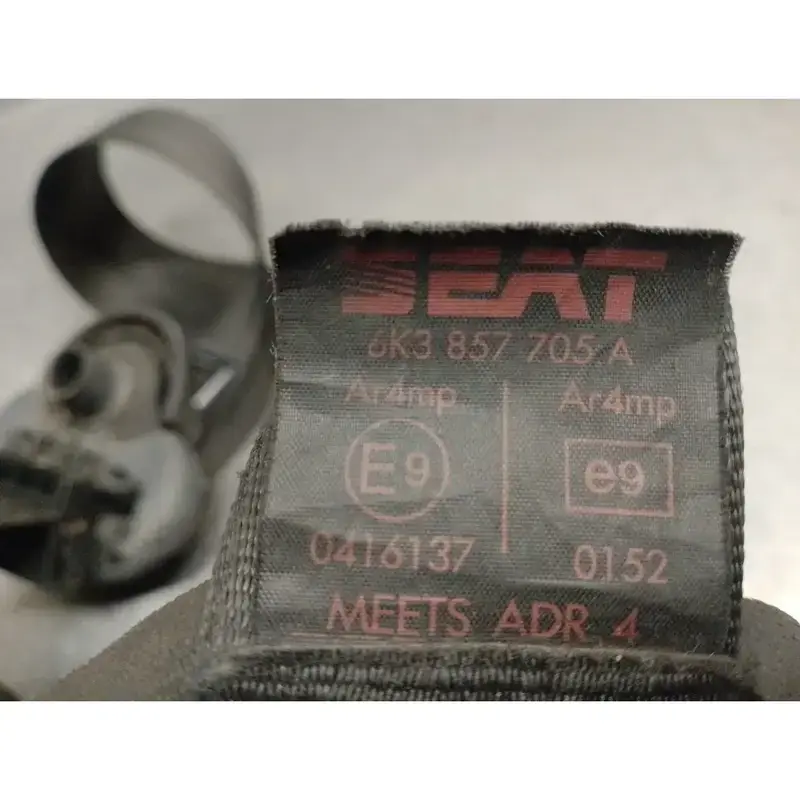 SEAT
6K3 857 705 A
Ar4mp Ar4mp
E9 e9
0416137 0152
MEETS ADR 4